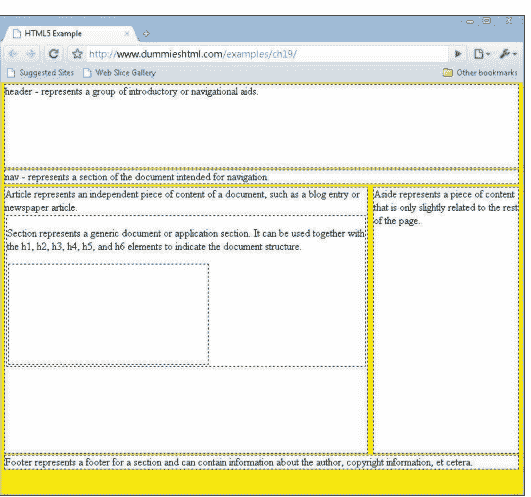 HTML5 Example
http://www.dummieshtml.com/examples/ch19/
Suggested Sites Web Slice Gallery Other bookmarks
header - represents a group of introductory or navigational aids.
nav - represents a section of the document intended for navigation.
Article represents an independent piece of content of a document, such as a blog entry or
newspaper article.
Section represents a generic document or application section. It can be used together with
the h1, h2, h3, h4, h5, and h6 elements to indicate the document structure.
Aside represents a piece of content
that is only slightly related to the rest
of the page.
Footer represents a footer for a section and can contain information about the author, copyright information, et cetera.